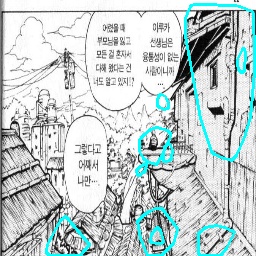 이루카
선생님은
융통성이 없는
사람이니까
…
어렸을 때
부모님을 잃고
모든 걸 혼자서
다해 왔다는 건
너도 알고 있지!?
그렇다고
어째서
나만…